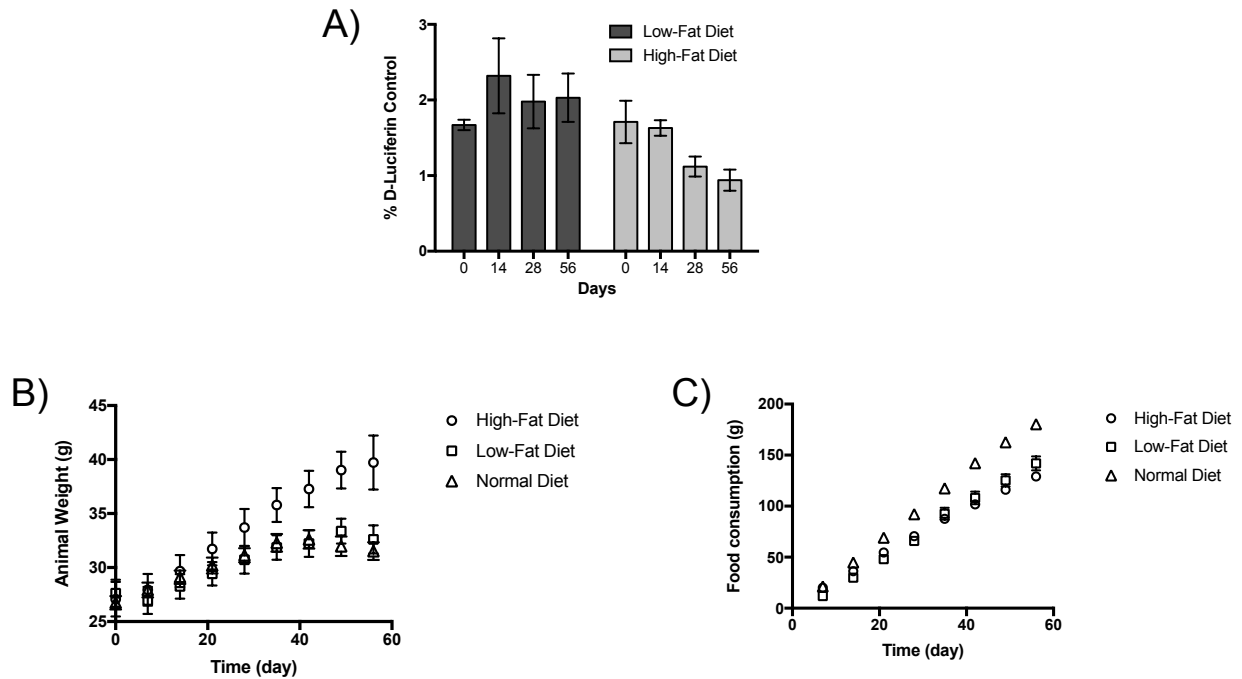 A)
% D-Luciferin Control
3
2
1
0
Low-Fat Diet
High-Fat Diet
0 14 28 56 0 14 28 56
Days
B)
Animal Weight (g)
45
40
35
30
25
0 20 40 60
Time (day)
High-Fat Diet
Low-Fat Diet
Normal Diet
C)
Food consumption (g)
200
150
100
50
0
0 20 40 60
Time (day)
High-Fat Diet
Low-Fat Diet
Normal Diet